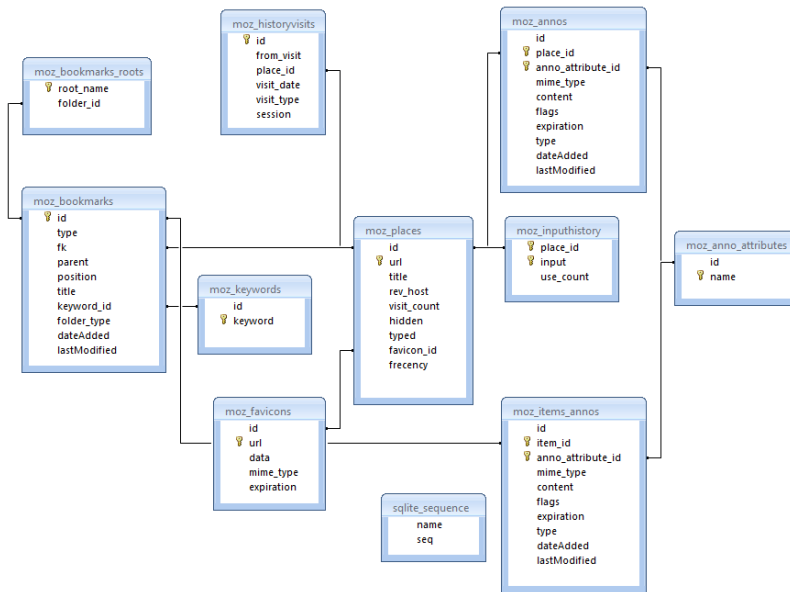 moz_historyvisits
id
from_visit
place_id
visit_date
visit_type
session
moz_annos
id
place_id
anno_attribute_id
mime_type
content
flags
expiration
type
dateAdded
lastModified
moz_bookmarks_roots
root_name
folder_id
moz_bookmarks
id
type
fk
parent
position
title
keyword_id
folder_type
dateAdded
lastModified
moz_places
id
url
title
rev_host
visit_count
hidden
typed
favicon_id
frecency
moz_inputhistory
place_id
input
use_count
moz_anno_attributes
id
name
moz_keywords
id
keyword
moz_favicons
id
url
data
mime_type
expiration
moz_items_annos
id
item_id
anno_attribute_id
mime_type
content
flags
expiration
type
dateAdded
lastModified
sqlite_sequence
name
seq